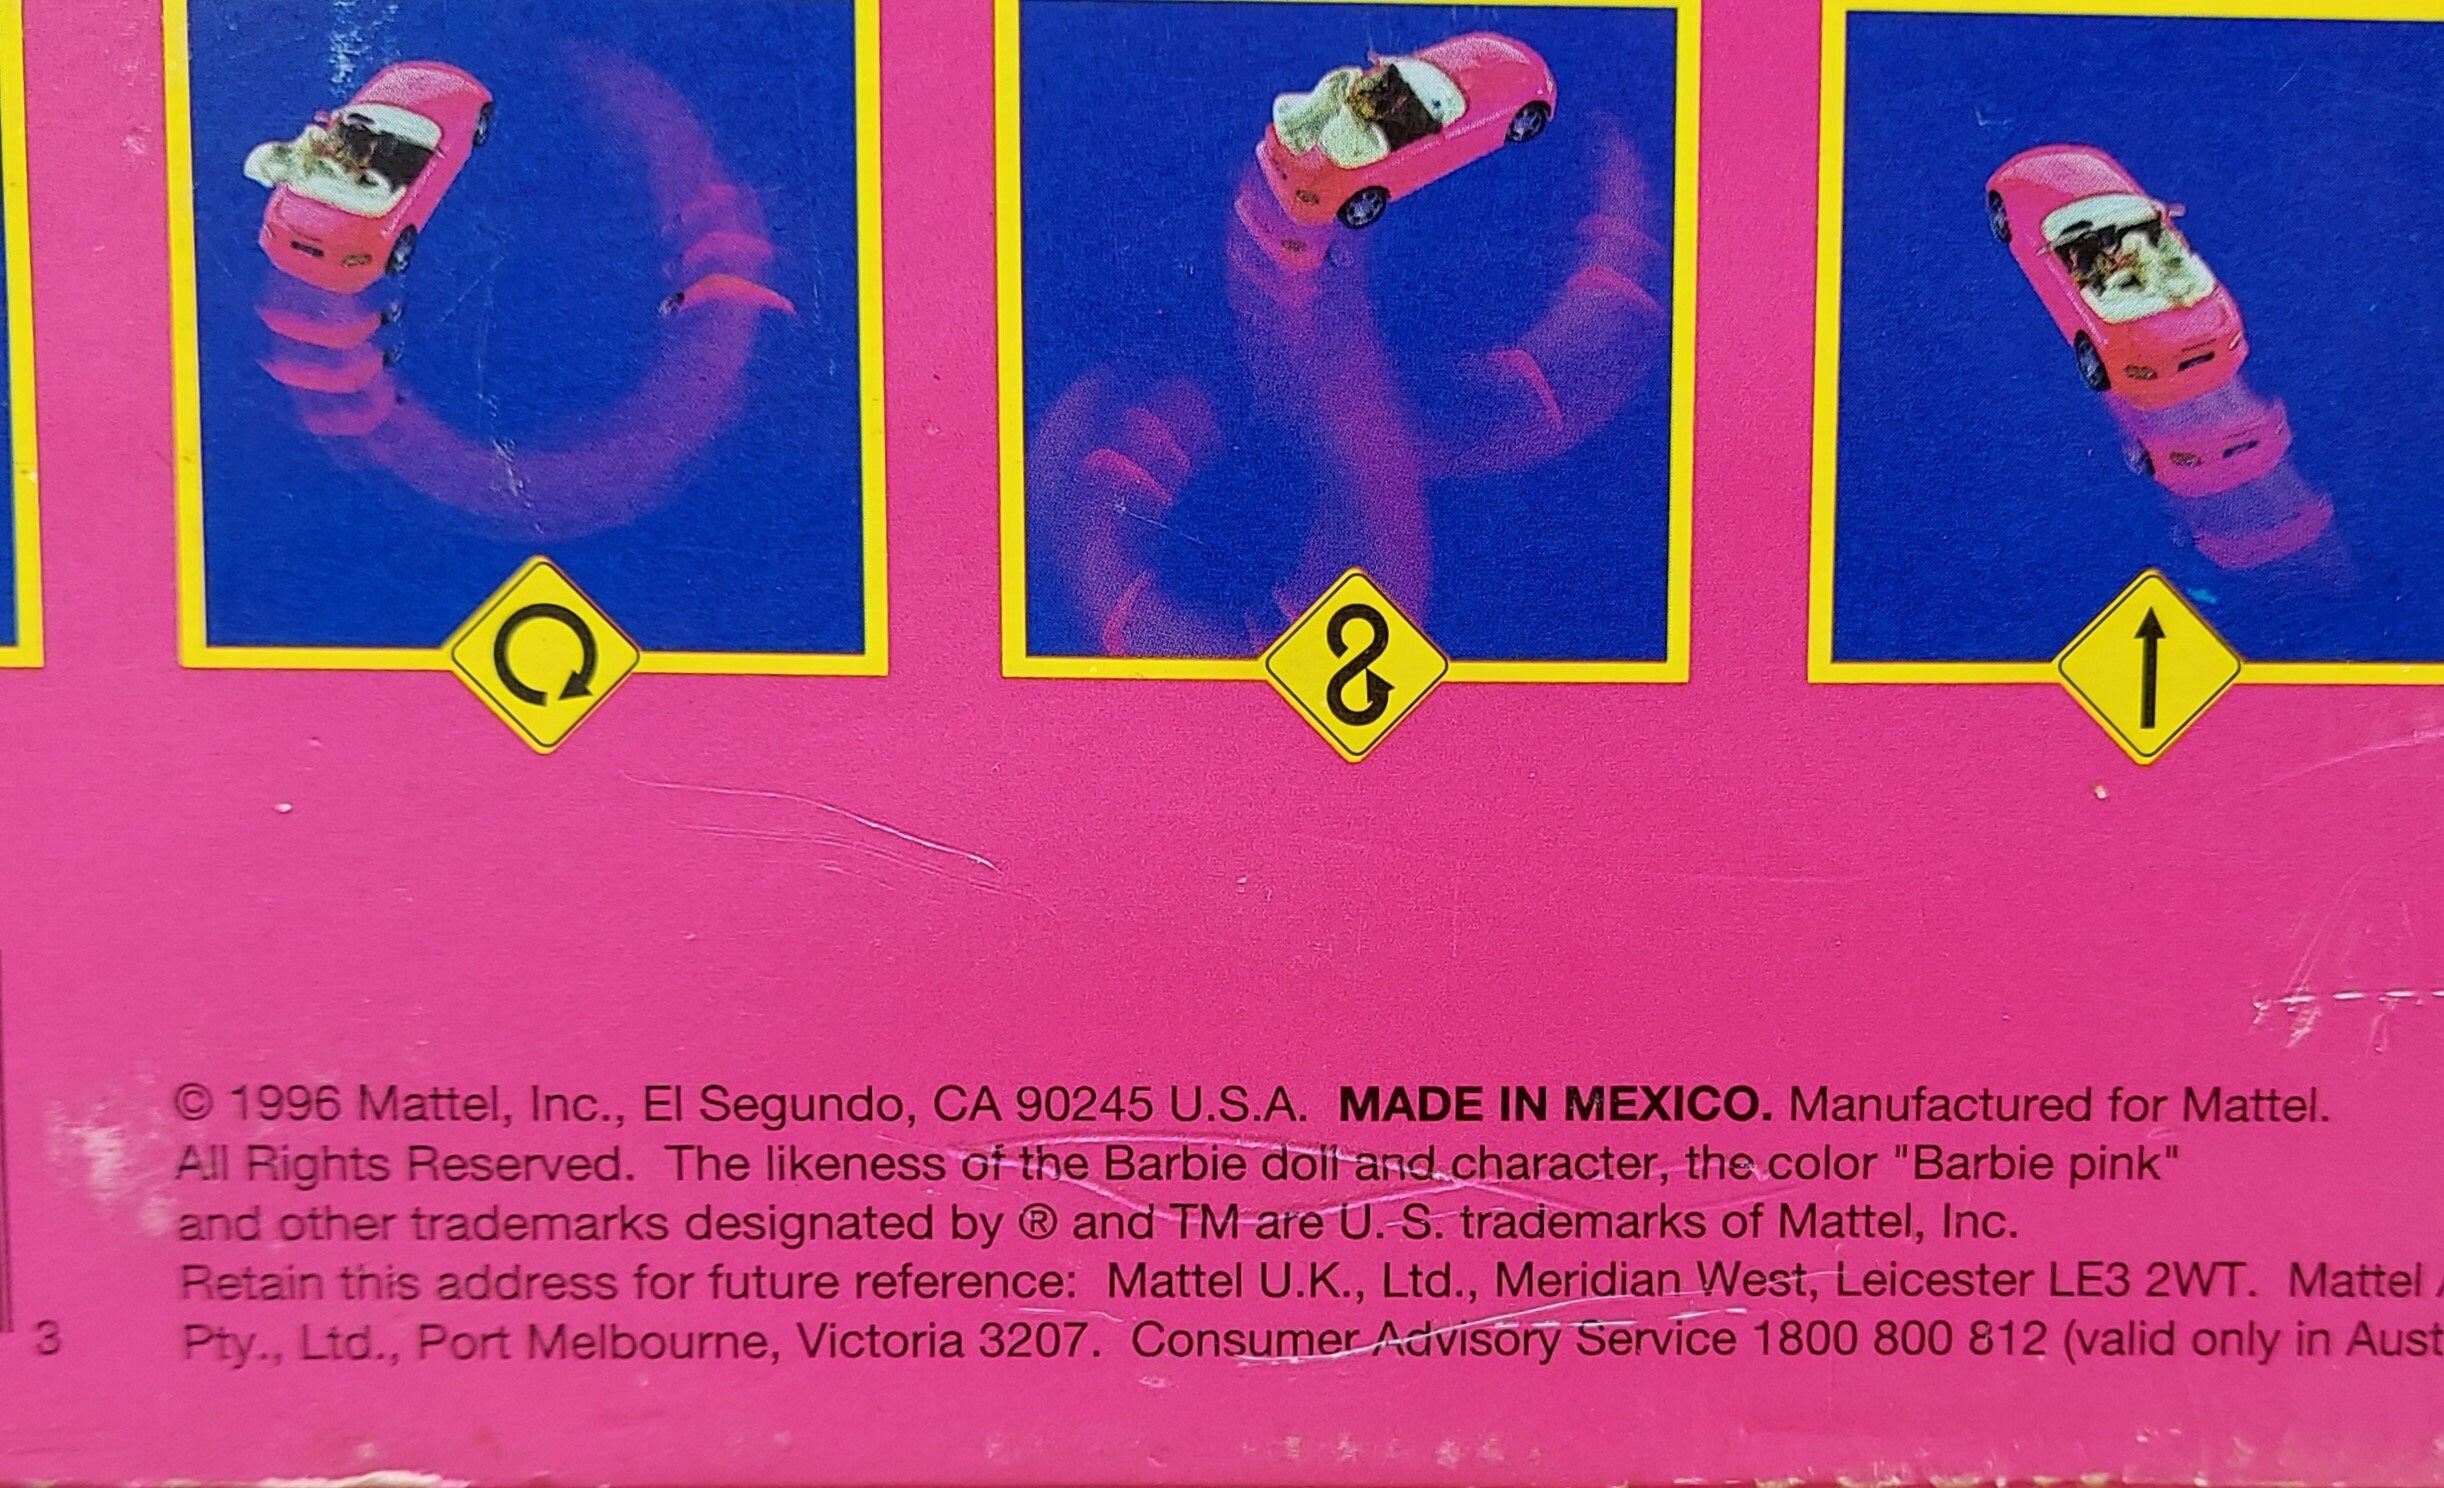 © 1996 Mattel, Inc., El Segundo, CA 90245 U.S.A. MADE IN MEXICO. Manufactured for Mattel.
All Rights Reserved. The likeness of the Barbie doll and character, the color "Barbie pink"
and other trademarks designated by ® and TM are U. S. trademarks of Mattel, Inc.
Retain this address for future reference: Mattel U.K., Ltd., Meridian West, Leicester LE3 2WT. Mattel
3
Pty., Ltd., Port Melbourne, Victoria 3207. Consumer Advisory Service 1800 800 812 (valid only in Aust